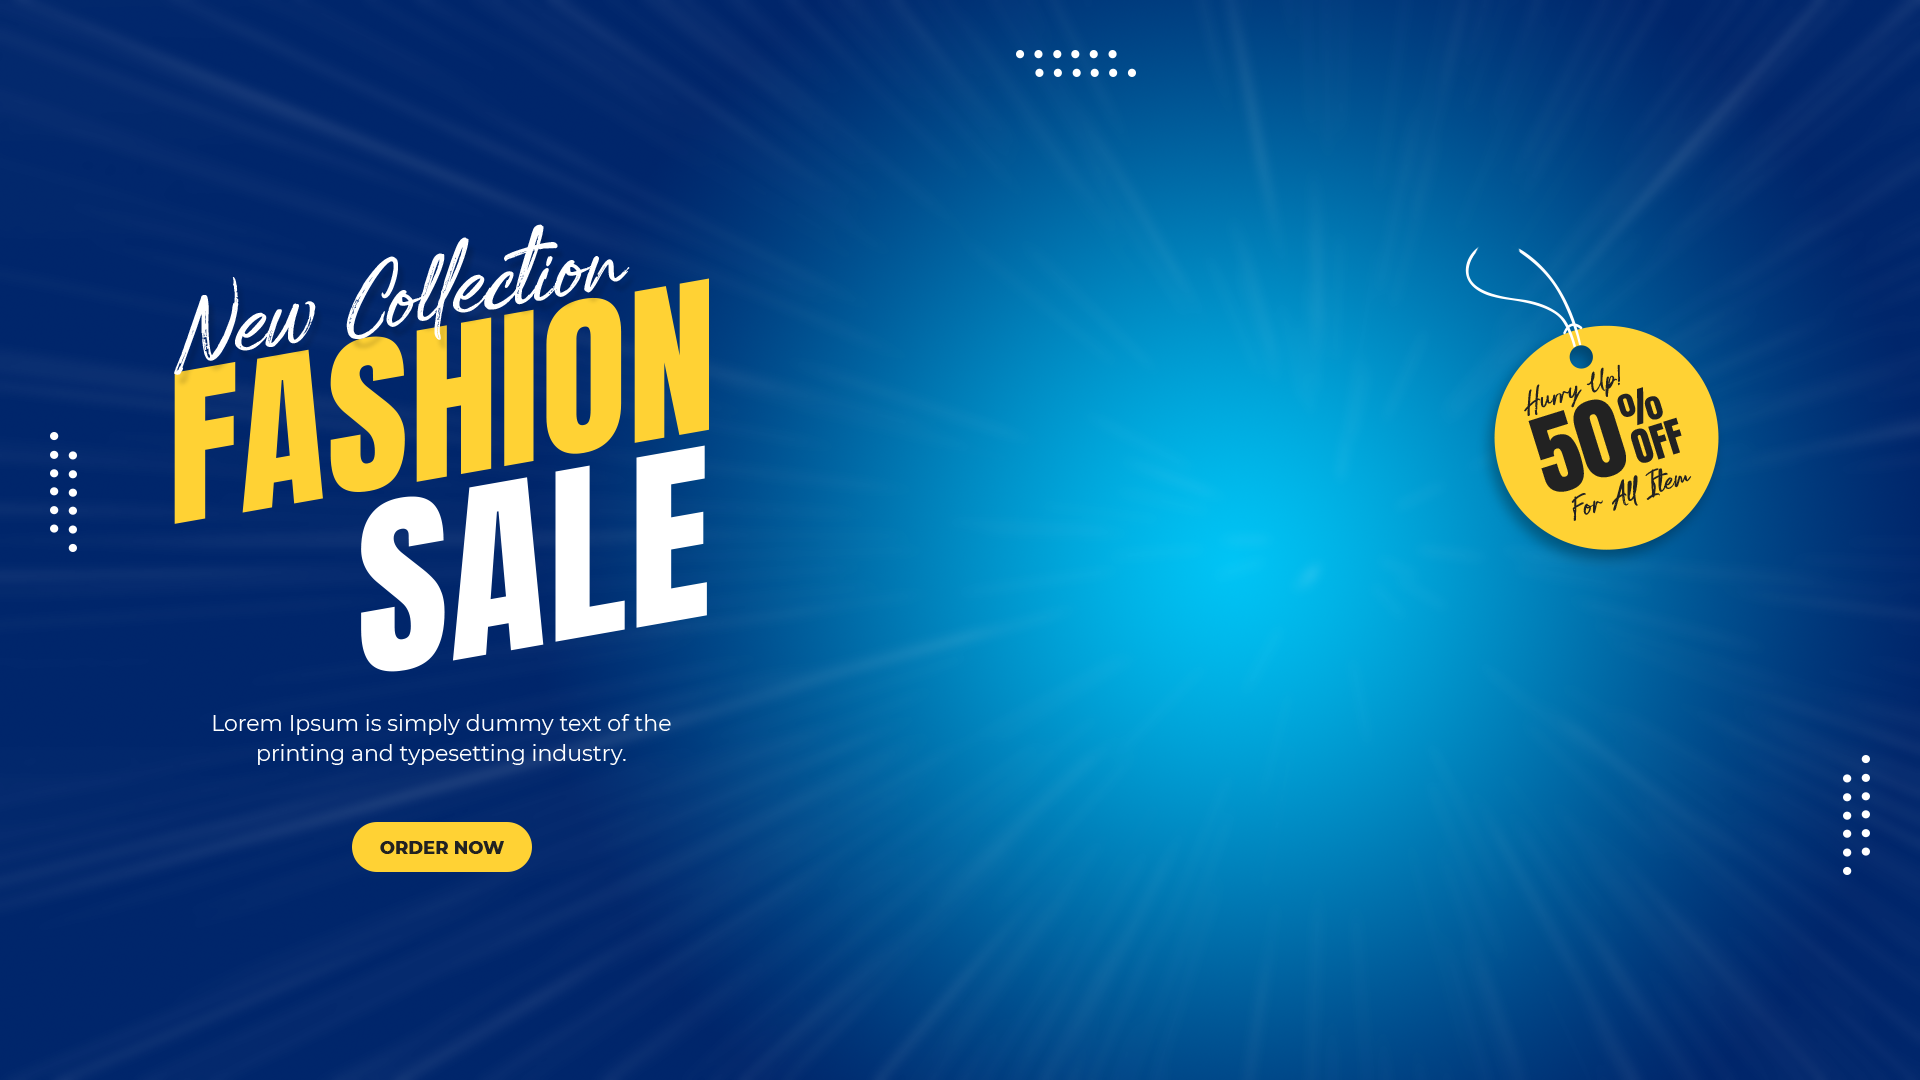 New Collection
FASHION
SALE
Lorem Ipsum is simply dummy text of the
printing and typesetting industry.
ORDER NOW
Hurry Up!
50%
OFF
For All Item